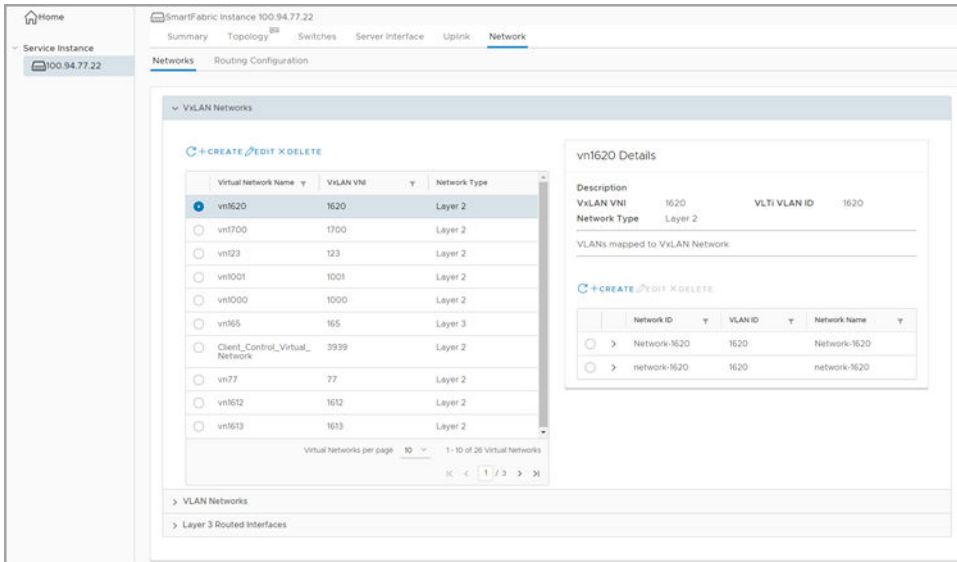 Home
SmartFabric Instance 100.94.77.22
Summary Topology Switches Server Interface Uplink Network
Service Instance
100.94.77.22
Networks Routing Configuration
VxLAN Networks
+CREATE EDIT DELETE
Virtual Network Name VxLAN VNI Network Type
vn1620 1620 Layer 2
vn1700 1700 Layer 2
vn123 123 Layer 2
vn1001 1001 Layer 2
vn1000 1000 Layer 2
vn165 165 Layer 3
Client_Control_Virtual_
Network 3939 Layer 2
vn77 77 Layer 2
vn1612 1612 Layer 2
vn1613 1613 Layer 2
Virtual Networks per page 10 1 - 10 of 26 Virtual Networks
1 / 3
vn1620 Details
Description
VxLAN VNI 1620 VLTi VLAN ID 1620
Network Type Layer 2
VLANs mapped to VxLAN Network
+CREATE EDIT DELETE
Network ID VLAN ID Network Name
Network-1620 1620 Network-1620
network-1620 1620 network-1620
VLAN Networks
Layer 3 Routed Interfaces